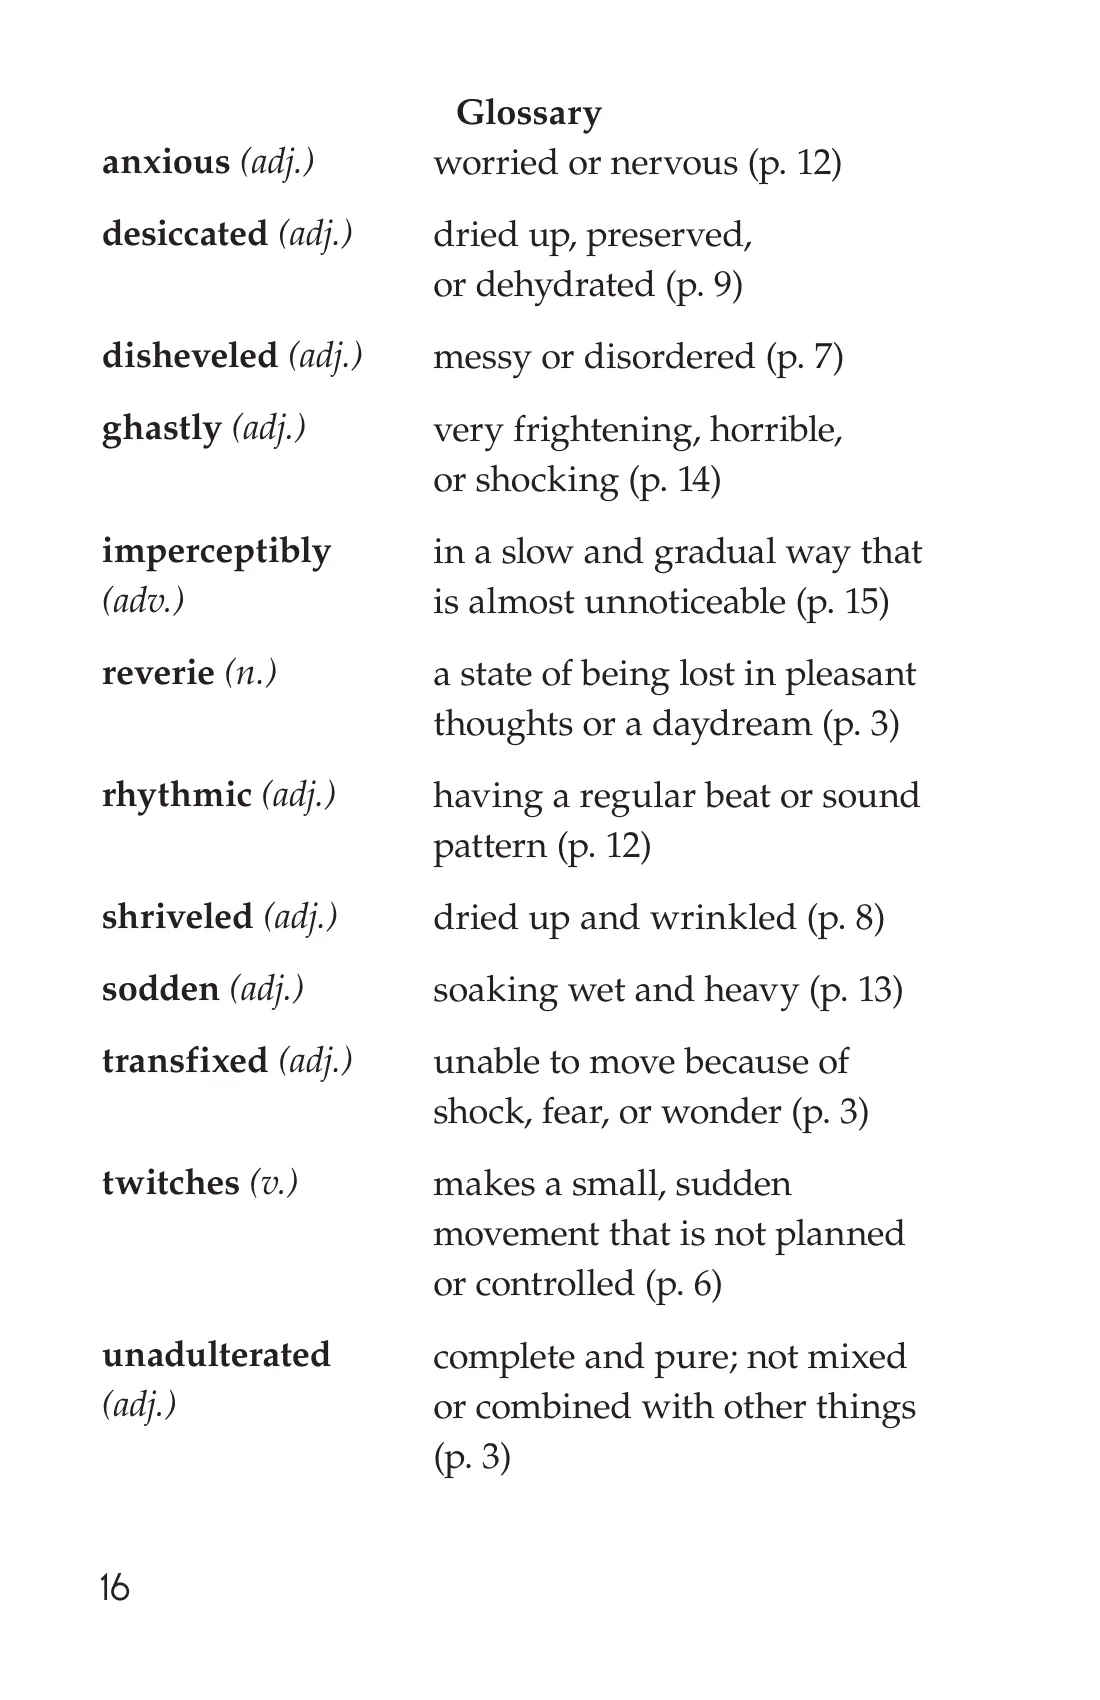 Glossary
anxious (adj.) worried or nervous (p. 12)
desiccated (adj.) dried up, preserved,
or dehydrated (p. 9)
disheveled (adj.) messy or disordered (p. 7)
ghastly (adj.) very frightening, horrible,
or shocking (p. 14)
imperceptibly in a slow and gradual way that
(adv.) is almost unnoticeable (p. 15)
reverie (n.) a state of being lost in pleasant
thoughts or a daydream (p. 3)
rhythmic (adj.) having a regular beat or sound
pattern (p. 12)
shriveled (adj.) dried up and wrinkled (p. 8)
sodden (adj.) soaking wet and heavy (p. 13)
transfixed (adj.) unable to move because of
shock, fear, or wonder (p. 3)
twitches (v.) makes a small, sudden
movement that is not planned
or controlled (p. 6)
unadulterated complete and pure; not mixed
(adj.) or combined with other things
(p. 3)
16